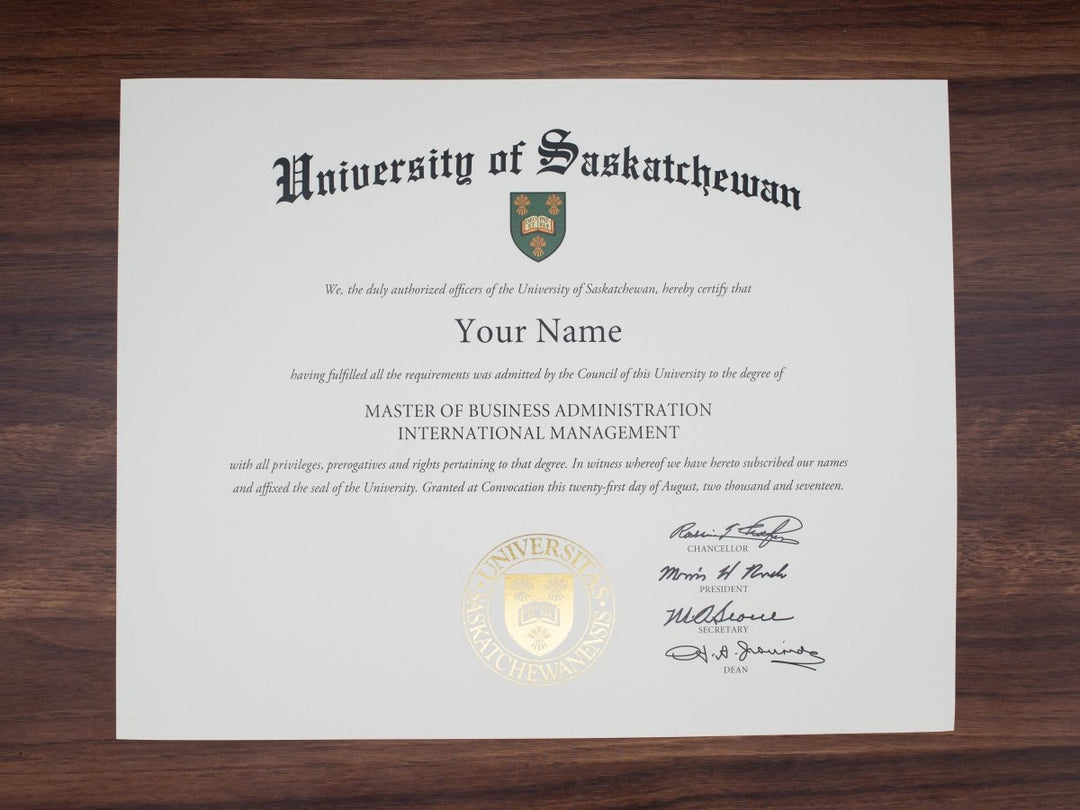 University of Saskatchewan
We, the duly authorized officers of the University of Saskatchewan, hereby certify that
Your Name
having fulfilled all the requirements was admitted by the Council of this University to the degree of
MASTER OF BUSINESS ADMINISTRATION
INTERNATIONAL MANAGEMENT
with all privileges, prerogatives and rights pertaining to that degree. In witness whereof we have hereto subscribed our names
and affixed the seal of the University. Granted at Convocation this twenty-first day of August, two thousand and seventeen.
UNIVERSITAS
SASKATCHEWANENSIS
CHANCELLOR
PRESIDENT
SECRETARY
DEAN